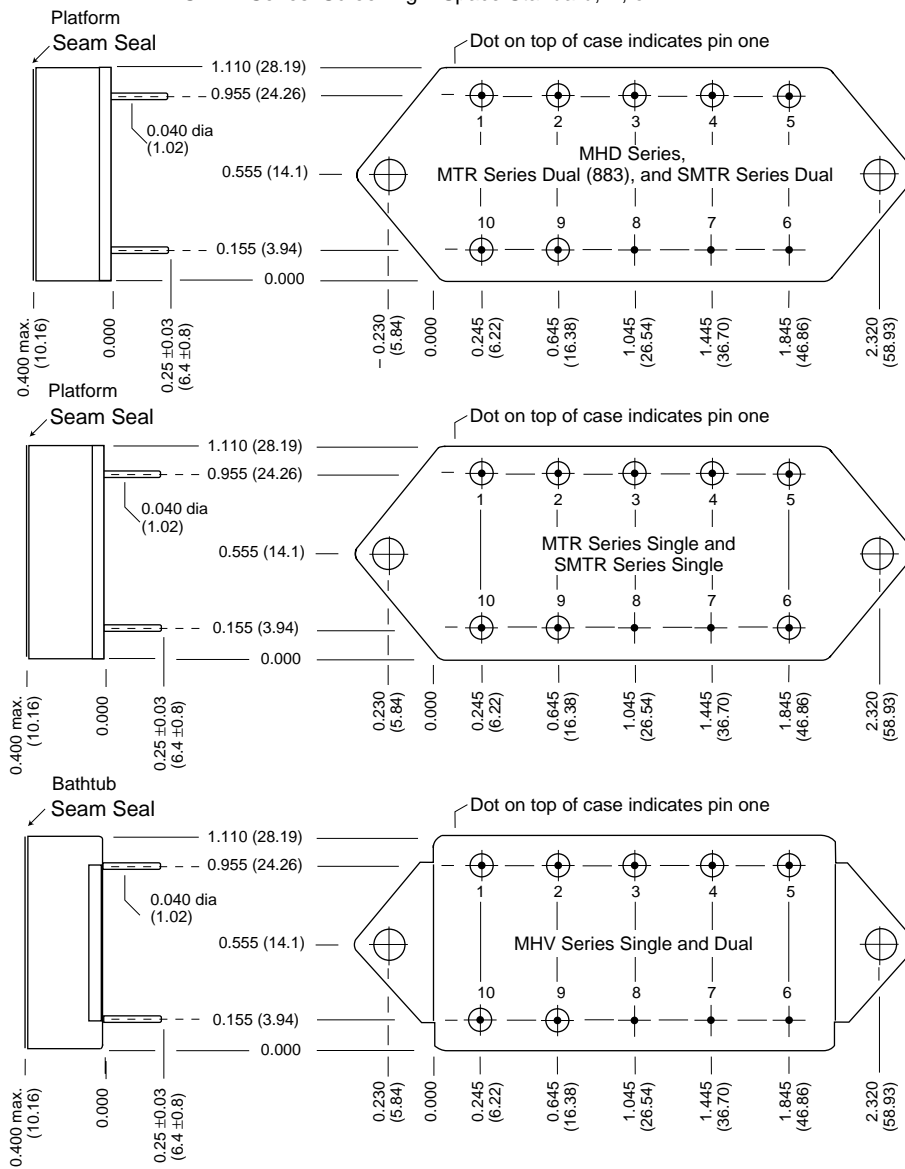 Platform
Seam Seal
Dot on top of case indicates pin one
1.110 (28.19)
0.955 (24.26)
0.040 dia
(1.02)
1 2 3 4 5
0.555 (14.1)
MHD Series,
MTR Series Dual (883), and SMTR Series Dual
10 9 8 7 6
0.155 (3.94)
0.000
0.400 max.
(10.16)
0.000
0.25 ±0.03
(6.4 ±0.8)
– 0.230
(5.84)
0.000
0.245
(6.22)
0.645
(16.38)
1.045
(26.54)
1.445
(36.70)
1.845
(46.86)
2.320
(58.93)
Platform
Seam Seal
Dot on top of case indicates pin one
1.110 (28.19)
0.955 (24.26)
0.040 dia
(1.02)
1 2 3 4 5
0.555 (14.1)
MTR Series Single and
SMTR Series Single
10 9 8 7 6
0.155 (3.94)
0.000
0.400 max.
(10.16)
0.000
0.25 ±0.03
(6.4 ±0.8)
0.230
(5.84)
0.000
0.245
(6.22)
0.645
(16.38)
1.045
(26.54)
1.445
(36.70)
1.845
(46.86)
2.320
(58.93)
Bathtub
Seam Seal
Dot on top of case indicates pin one
1.110 (28.19)
0.955 (24.26)
0.040 dia
(1.02)
1 2 3 4 5
0.555 (14.1)
MHV Series Single and Dual
10 9 8 7 6
0.155 (3.94)
0.000
0.400 max.
(10.16)
0.000
0.25 ±0.03
(6.4 ±0.8)
0.230
(5.84)
0.000
0.245
(6.22)
0.645
(16.38)
1.045
(26.54)
1.445
(36.70)
1.845
(46.86)
2.320
(58.93)